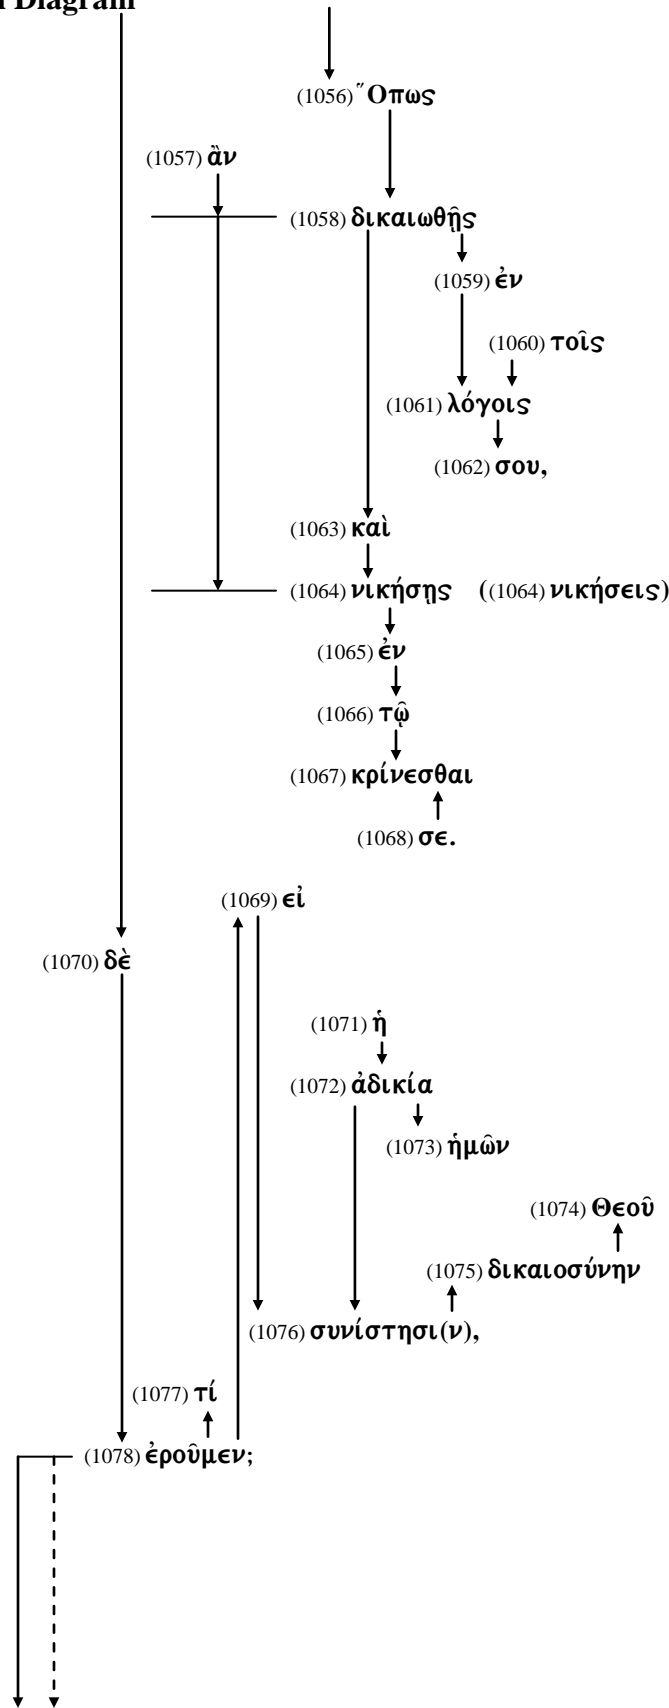 Diagram
(1056) Ὅπως
(1057) ἂν
(1058) δικαιωθῇς
(1059) ἐν
(1060) τοῖς
(1061) λόγοις
(1062) σου,
(1063) καὶ
(1064) νικήσῃς ((1064) νικήσεις)
(1065) ἐν
(1066) τῷ
(1067) κρίνεσθαι
(1068) σε.
(1069) εἰ
(1070) δὲ
(1071) ἡ
(1072) ἀδικία
(1073) ἡμῶν
(1074) Θεοῦ
(1075) δικαιοσύνην
(1076) συνίστησι(ν),
(1077) τί
(1078) ἐροῦμεν;